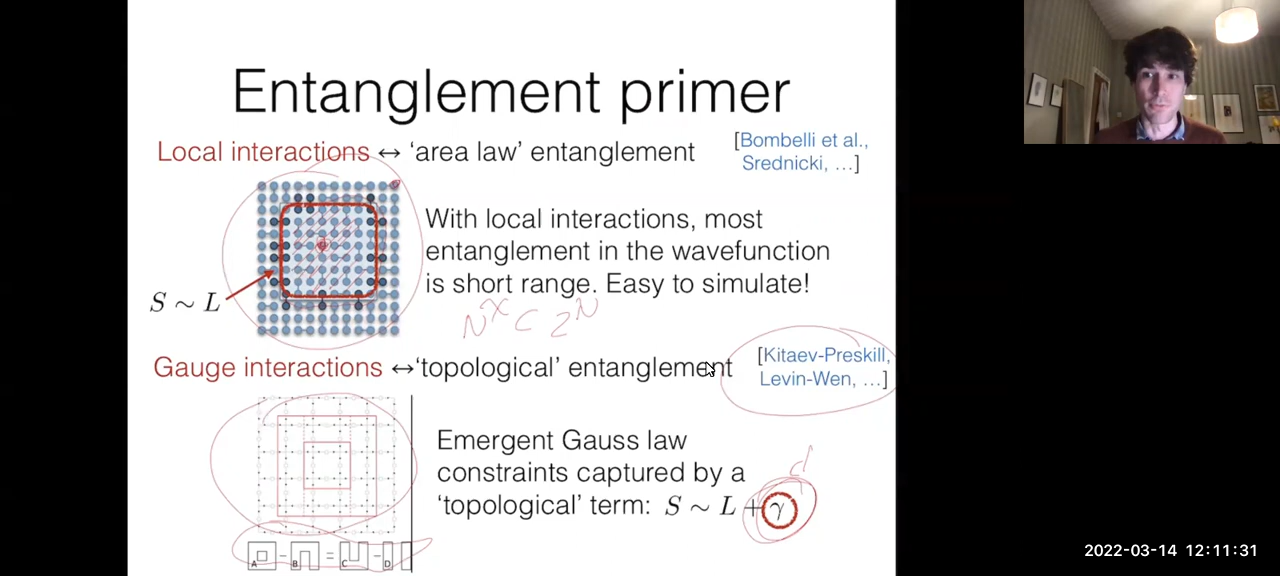 Entanglement primer
Local interactions ↔ 'area law' entanglement
[Bombelli et al.,
Srednicki, ...]
With local interactions, most
entanglement in the wavefunction
is short range. Easy to simulate!
S ~ L
N^x C 2^N
Gauge interactions ↔ 'topological' entanglement
[Kitaev-Preskill,
Levin-Wen, ...]
Emergent Gauss law
constraints captured by a
'topological' term: S ~ L + γ
d
A - B = C - D
2022-03-14 12:11:31